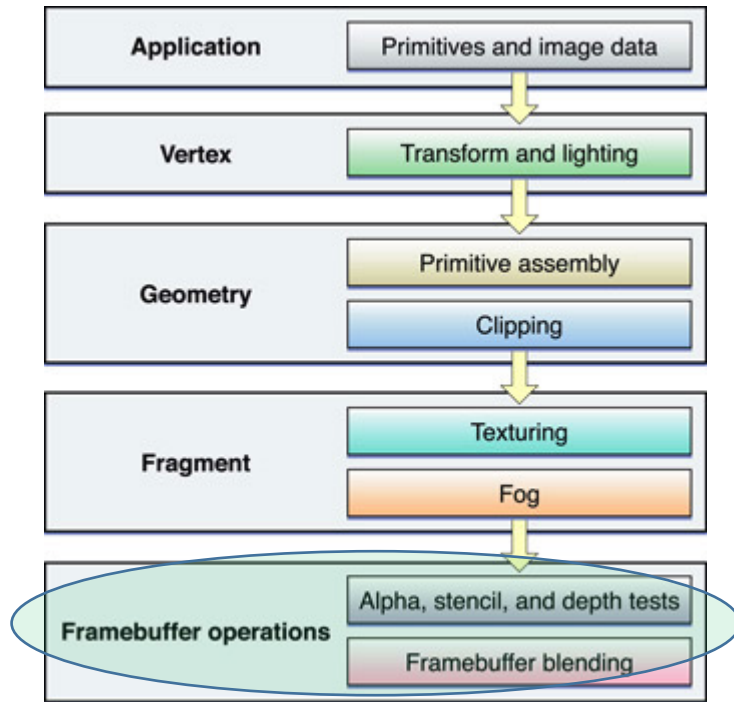 Application
Primitives and image data
Vertex
Transform and lighting
Geometry
Primitive assembly
Clipping
Fragment
Texturing
Fog
Framebuffer operations
Alpha, stencil, and depth tests
Framebuffer blending